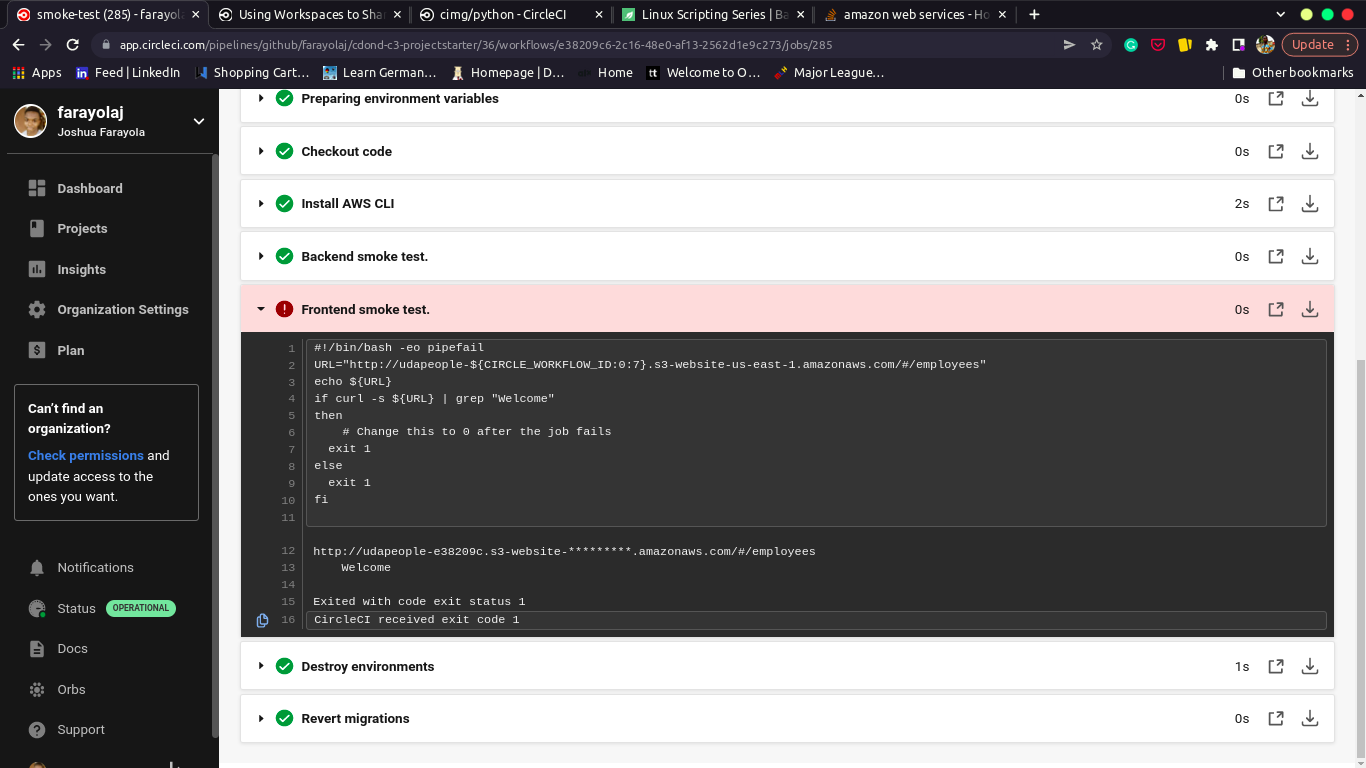 smoke-test (285) - farayola
Using Workspaces to Sha
cimg/python - CircleCI
Linux Scripting Series | Ba
amazon web services - Ho
app.circleci.com/pipelines/github/farayolaj/cdond-c3-projectstarter/36/workflows/e38209c6-2c16-48e0-af13-2562d1e9c273/jobs/285
Update
Apps
Feed | LinkedIn
Shopping Cart...
Learn German...
Homepage | D...
Home
tt Welcome to O...
Major League...
Other bookmarks
farayolaj
Joshua Farayola
Dashboard
Projects
Insights
Organization Settings
Plan
Can't find an
organization?
Check permissions and
update access to the
ones you want.
Notifications
Status OPERATIONAL
Docs
Orbs
Support
Preparing environment variables 0s
Checkout code 0s
Install AWS CLI 2s
Backend smoke test. 0s
Frontend smoke test. 0s
1 #!/bin/bash -eo pipefail
2 URL="http://udapeople-${CIRCLE_WORKFLOW_ID:0:7}.s3-website-us-east-1.amazonaws.com/#/employees"
3 echo ${URL}
4 if curl -s ${URL} | grep "Welcome"
5 then
6 # Change this to 0 after the job fails
7 exit 1
8 else
9 exit 1
10 fi
11
12 http://udapeople-e38209c.s3-website-*********.amazonaws.com/#/employees
13 Welcome
14
15 Exited with code exit status 1
16 CircleCI received exit code 1
Destroy environments 1s
Revert migrations 0s